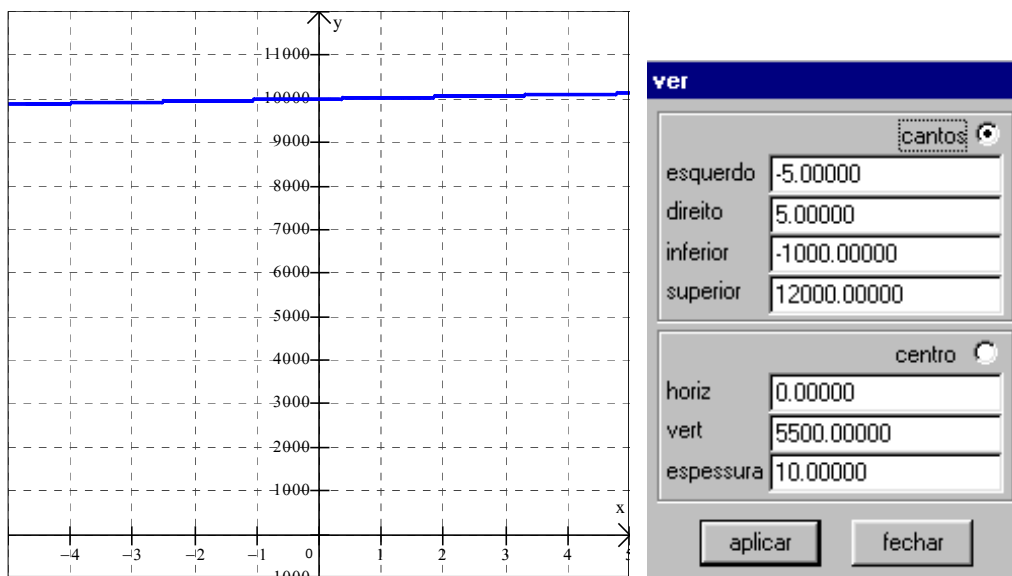 y
11000
10000
9000
8000
7000
6000
5000
4000
3000
2000
1000
x
−4 −3 −2 −1 0 1 2 3 4 5
1000
ver
cantos
esquerdo -5.00000
direito 5.00000
inferior -1000.00000
superior 12000.00000
centro
horiz 0.00000
vert 5500.00000
espessura 10.00000
aplicar fechar